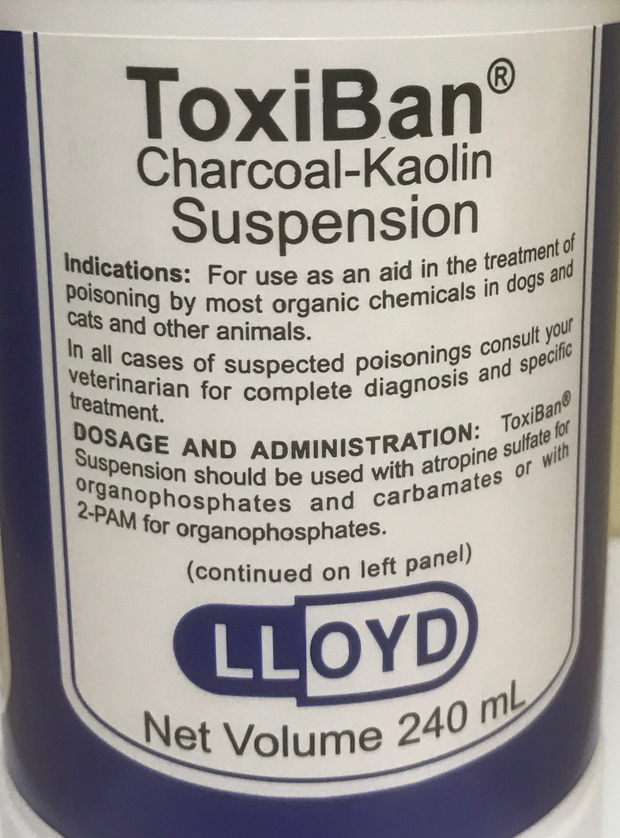 ToxiBan®
Charcoal-Kaolin
Suspension
Indications: For use as an aid in the treatment of
poisoning by most organic chemicals in dogs and
cats and other animals.
In all cases of suspected poisonings consult your
veterinarian for complete diagnosis and specific
treatment.
DOSAGE AND ADMINISTRATION: ToxiBan®
Suspension should be used with atropine sulfate for
organophosphates and carbamates or with
2-PAM for organophosphates.
(continued on left panel)
LLOYD
Net Volume 240 mL